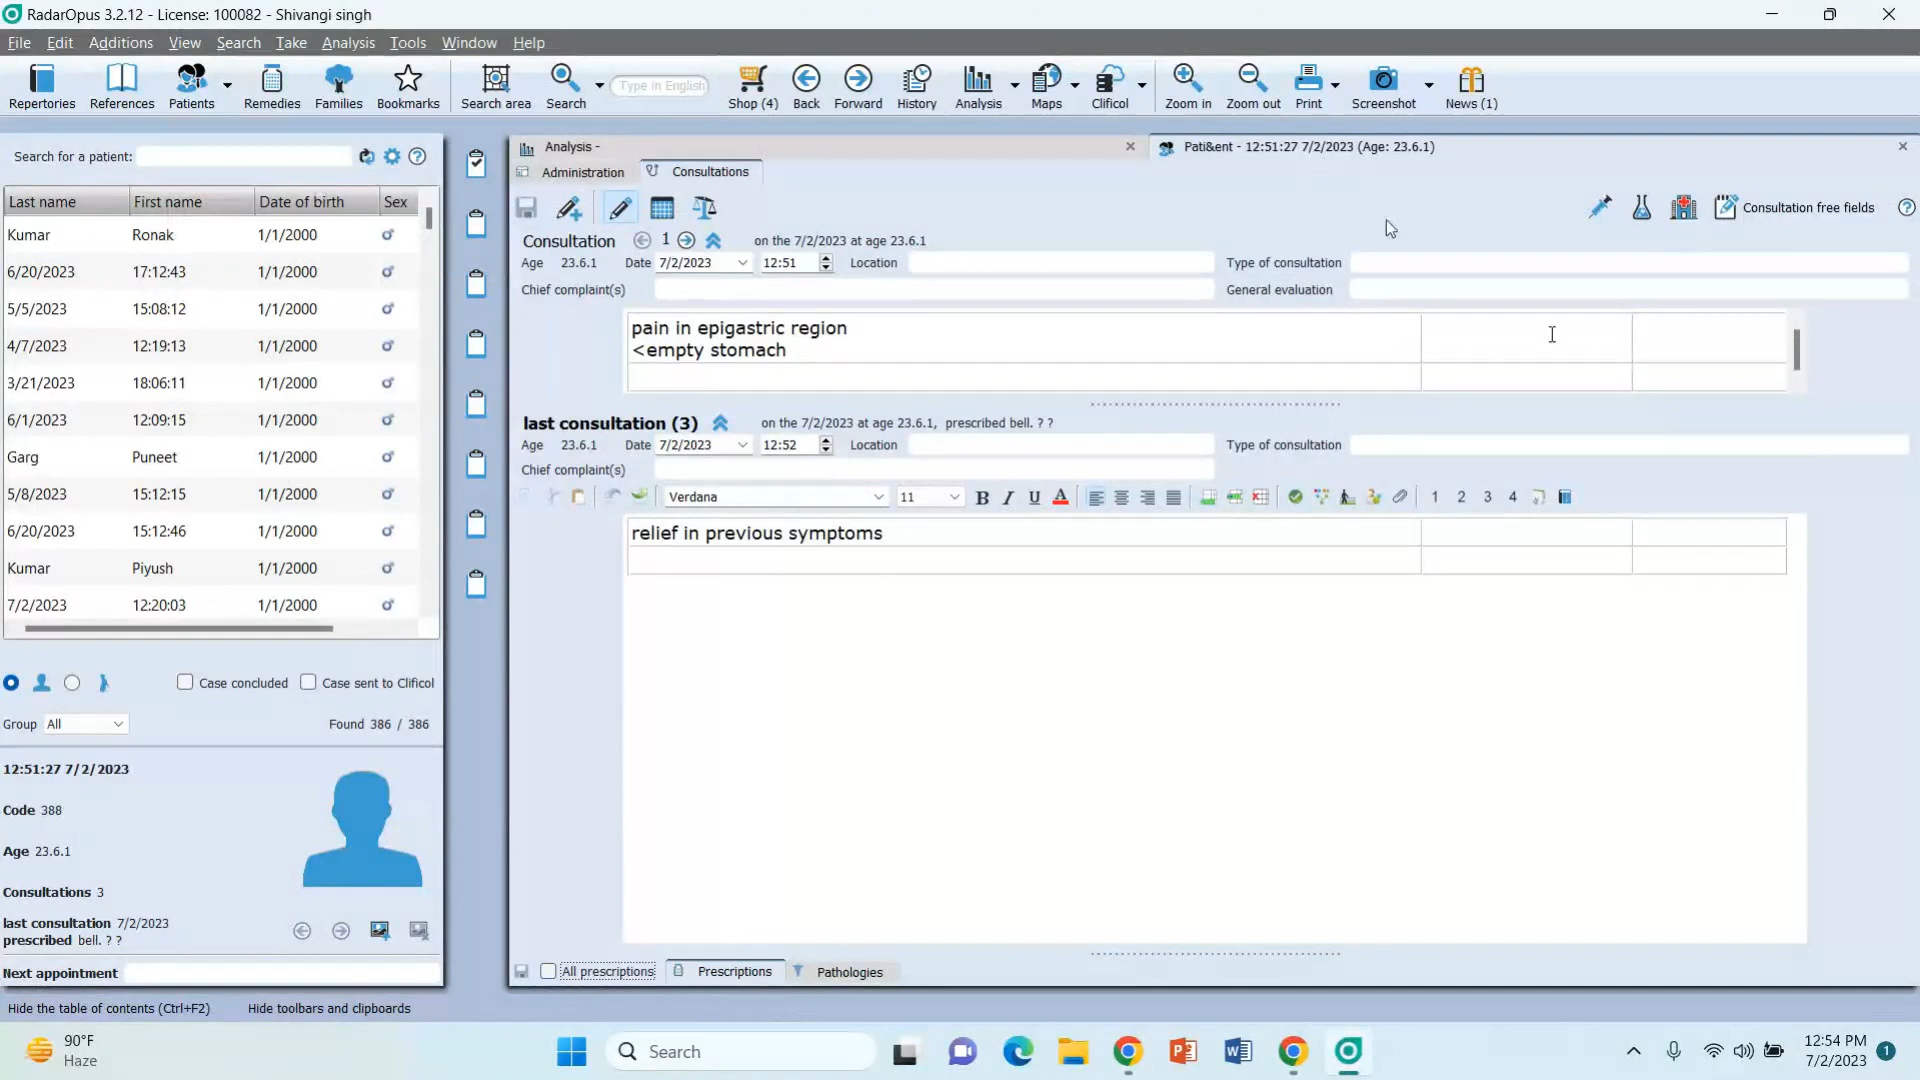 RadarOpus 3.2.12 - License: 100082 - Shivangi singh
File Edit Additions View Search Take Analysis Tools Window Help
Repertories References Patients Remedies Families Bookmarks Search area Search Type in English Shop (4) Back Forward History Analysis Maps Clificol Zoom in Zoom out Print Screenshot News (1)
Search for a patient:
Last name First name Date of birth Sex
Kumar Ronak 1/1/2000
6/20/2023 17:12:43 1/1/2000
5/5/2023 15:08:12 1/1/2000
4/7/2023 12:19:13 1/1/2000
3/21/2023 18:06:11 1/1/2000
6/1/2023 12:09:15 1/1/2000
Garg Puneet 1/1/2000
5/8/2023 15:12:15 1/1/2000
6/20/2023 15:12:46 1/1/2000
Kumar Piyush 1/1/2000
7/2/2023 12:20:03 1/1/2000
Case concluded Case sent to Clificol
Group All Found 386 / 386
12:51:27 7/2/2023
Code 388
Age 23.6.1
Consultations 3
last consultation 7/2/2023
prescribed bell. ? ?
Next appointment
Analysis - Pati&ent - 12:51:27 7/2/2023 (Age: 23.6.1)
Administration Consultations
Consultation free fields
Consultation 1 on the 7/2/2023 at age 23.6.1
Age 23.6.1 Date 7/2/2023 12:51 Location Type of consultation
Chief complaint(s) General evaluation
pain in epigastric region
<empty stomach
last consultation (3) on the 7/2/2023 at age 23.6.1, prescribed bell. ? ?
Age 23.6.1 Date 7/2/2023 12:52 Location Type of consultation
Chief complaint(s)
Verdana 11 B I U A 1 2 3 4
relief in previous symptoms
All prescriptions Prescriptions Pathologies
Hide the table of contents (Ctrl+F2) Hide toolbars and clipboards
90°F
Haze
Search
12:54 PM
7/2/2023
1